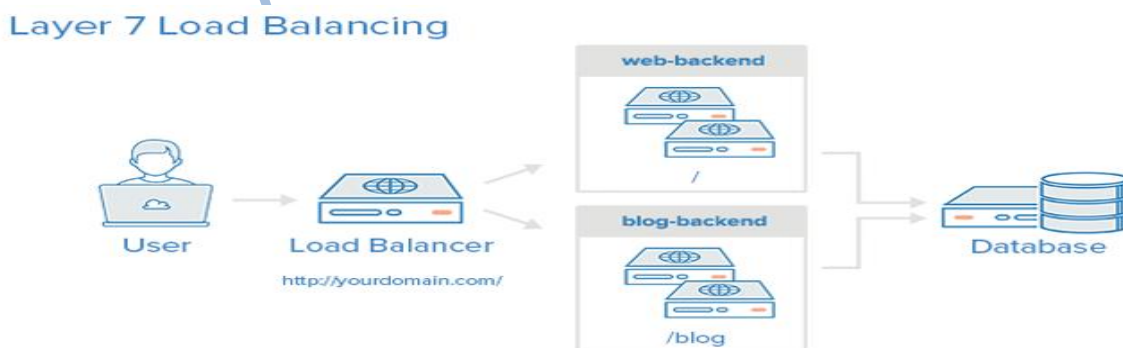 Layer 7 Load Balancing
User
Load Balancer
http://yourdomain.com/
web-backend
/
blog-backend
/blog
Database